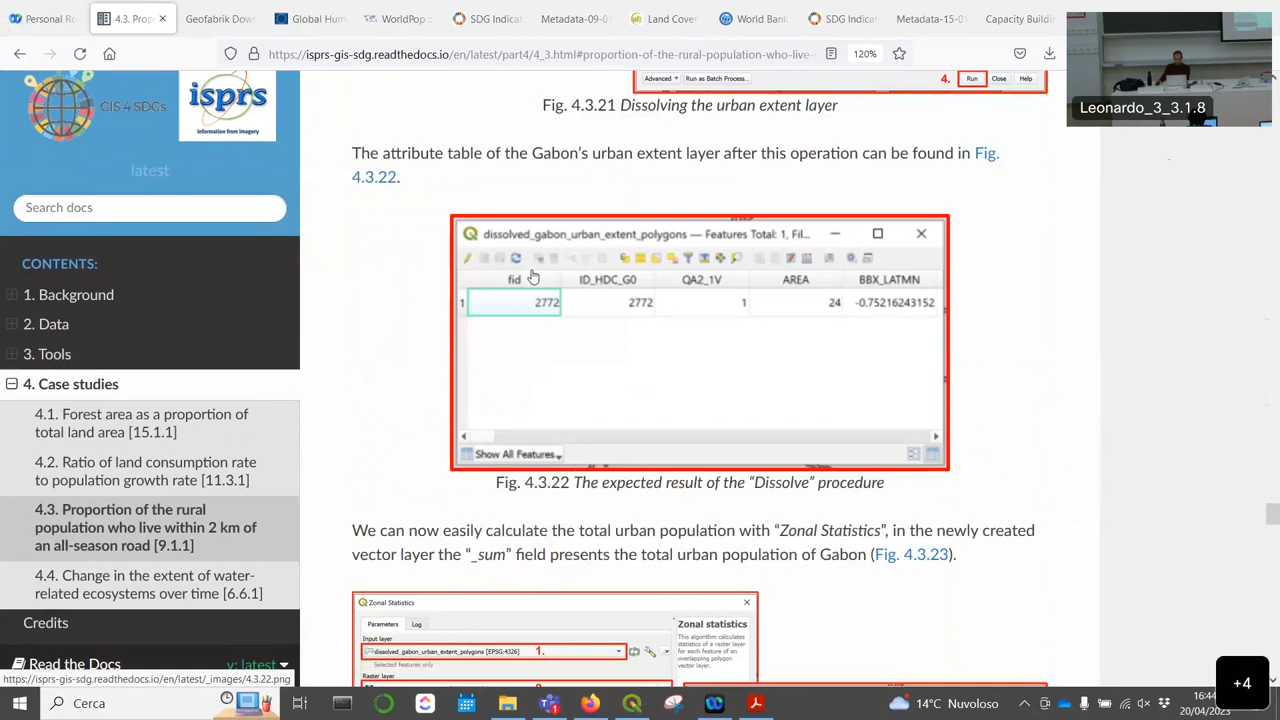 Roy
4.3. Prop
Geofabrik Down
Global Hum
WorldPop ..
SDG Indicat
Metadata-09-0
Land Cover
World Bank
SDG Indicat
Metadata-15-01
Capacity Building
https://isprs-gis-sdg.readthedocs.io/en/latest/part4/4.3.html#proportion-of-the-rural-population-who-live-
120%
Leonardo_3_3.1.8
GIS 4 SDGs
isprs
information from imagery
latest
Search docs
CONTENTS:
1. Background
2. Data
3. Tools
4. Case studies
4.1. Forest area as a proportion of
total land area [15.1.1]
4.2. Ratio of land consumption rate
to population growth rate [11.3.1]
4.3. Proportion of the rural
population who live within 2 km of
an all-season road [9.1.1]
4.4. Change in the extent of water-
related ecosystems over time [6.6.1]
Credits
Read the Docs
v: latest
https://isprs-gis-sdg.readthedocs.io/en/latest/_images/4.3.22.png
Advanced
Run as Batch Process...
4.
Run
Close
Help
Fig. 4.3.21 Dissolving the urban extent layer
The attribute table of the Gabon's urban extent layer after this operation can be found in Fig.
4.3.22.
dissolved_gabon_urban_extent_polygons — Features Total: 1, Fil...
fid ID_HDC_G0 QA2_1V AREA BBX_LATMN
1 2772 2772 1 24 -0.75216243152
Show All Features
Fig. 4.3.22 The expected result of the "Dissolve" procedure
We can now easily calculate the total urban population with "Zonal Statistics", in the newly created
vector layer the "_sum" field presents the total urban population of Gabon (Fig. 4.3.23).
Zonal Statistics
Parameters
Log
Input layer
dissolved_gabon_urban_extent_polygons [EPSG:4326]
1.
Selected features only
Raster layer
Zonal statistics
This algorithm calculates
statistics of a raster layer
for each feature of an
overlapping polygon
vector layer.
+4
Cerca
14°C Nuvoloso
16:44
20/04/2023